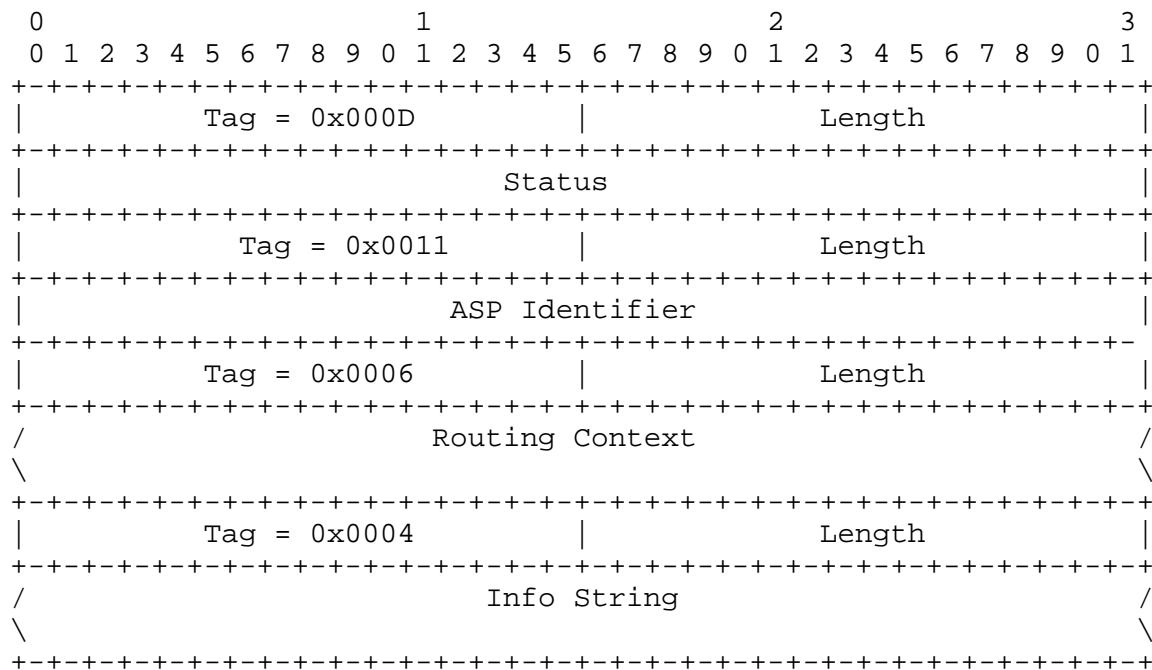 0                   1                   2                   3
 0 1 2 3 4 5 6 7 8 9 0 1 2 3 4 5 6 7 8 9 0 1 2 3 4 5 6 7 8 9 0 1
+-+-+-+-+-+-+-+-+-+-+-+-+-+-+-+-+-+-+-+-+-+-+-+-+-+-+-+-+-+-+-+-+
|          Tag = 0x000D         |             Length            |
+-+-+-+-+-+-+-+-+-+-+-+-+-+-+-+-+-+-+-+-+-+-+-+-+-+-+-+-+-+-+-+-+
|                           Status                              |
+-+-+-+-+-+-+-+-+-+-+-+-+-+-+-+-+-+-+-+-+-+-+-+-+-+-+-+-+-+-+-+-+
|            Tag = 0x0011       |             Length            |
+-+-+-+-+-+-+-+-+-+-+-+-+-+-+-+-+-+-+-+-+-+-+-+-+-+-+-+-+-+-+-+-+
|                        ASP Identifier                         |
+-+-+-+-+-+-+-+-+-+-+-+-+-+-+-+-+-+-+-+-+-+-+-+-+-+-+-+-+-+-+-+-
|          Tag = 0x0006         |             Length            |
+-+-+-+-+-+-+-+-+-+-+-+-+-+-+-+-+-+-+-+-+-+-+-+-+-+-+-+-+-+-+-+-+
/                       Routing Context                         /
\                                                               \
+-+-+-+-+-+-+-+-+-+-+-+-+-+-+-+-+-+-+-+-+-+-+-+-+-+-+-+-+-+-+-+-+
|          Tag = 0x0004         |             Length            |
+-+-+-+-+-+-+-+-+-+-+-+-+-+-+-+-+-+-+-+-+-+-+-+-+-+-+-+-+-+-+-+-+
/                          Info String                          /
\                                                               \
+-+-+-+-+-+-+-+-+-+-+-+-+-+-+-+-+-+-+-+-+-+-+-+-+-+-+-+-+-+-+-+-+